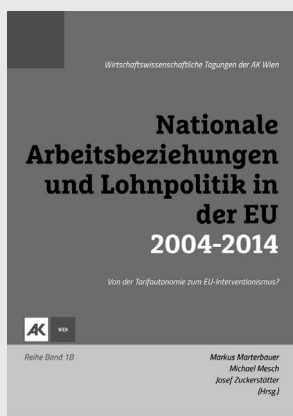 Wirtschaftswissenschaftliche Tagungen der AK Wien
Nationale
Arbeitsbeziehungen
und Lohnpolitik in
der EU
2004-2014
Von der Tarifautonomie zum EU-Interventionismus?
AK WIEN
Reihe Band 18
Markus Marterbauer
Michael Mesch
Josef Zuckerstätter
(Hrsg.)